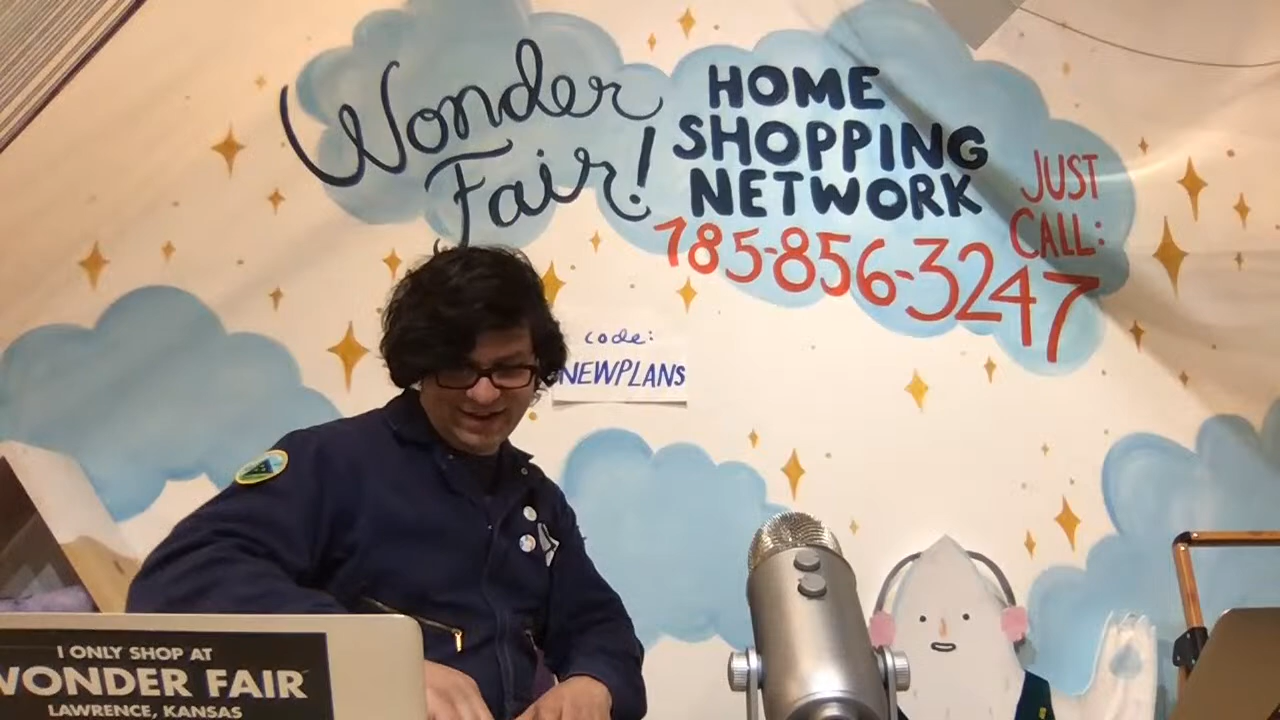 Wonder
Fair!
HOME
SHOPPING
NETWORK
JUST
CALL:
785-856-3247
code:
NEWPLANS
I ONLY SHOP AT
WONDER FAIR
LAWRENCE, KANSAS